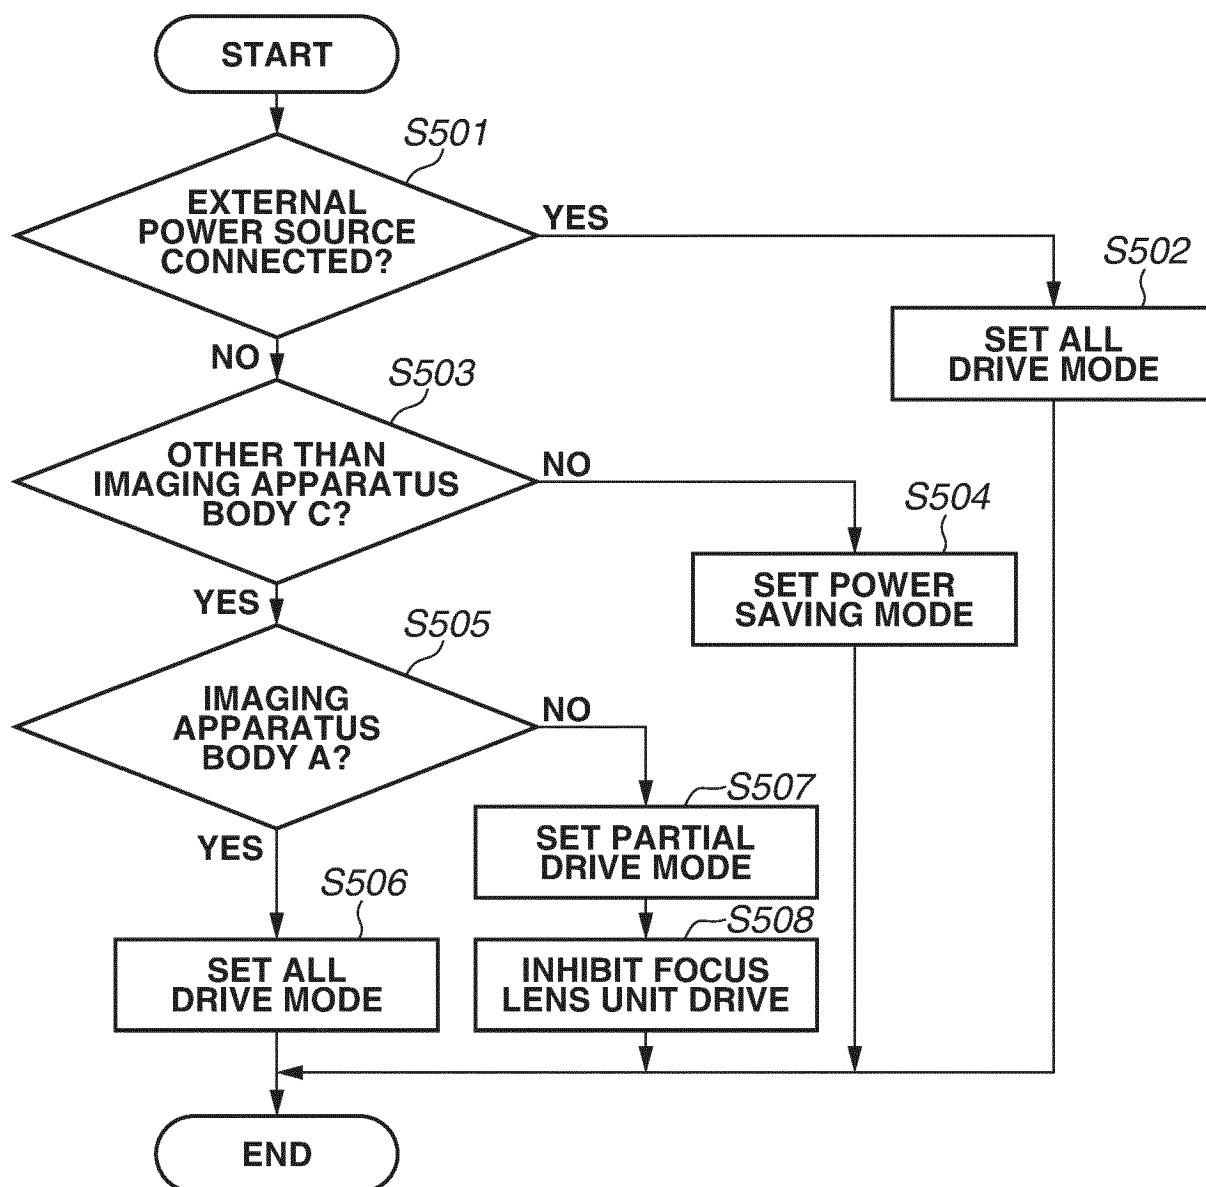 START
S501
EXTERNAL
POWER SOURCE
CONNECTED?
YES
S502
SET ALL
DRIVE MODE
NO
S503
OTHER THAN
IMAGING APPARATUS
BODY C?
NO
S504
SET POWER
SAVING MODE
YES
S505
IMAGING
APPARATUS
BODY A?
NO
S507
SET PARTIAL
DRIVE MODE
YES
S506
SET ALL
DRIVE MODE
S508
INHIBIT FOCUS
LENS UNIT DRIVE
END